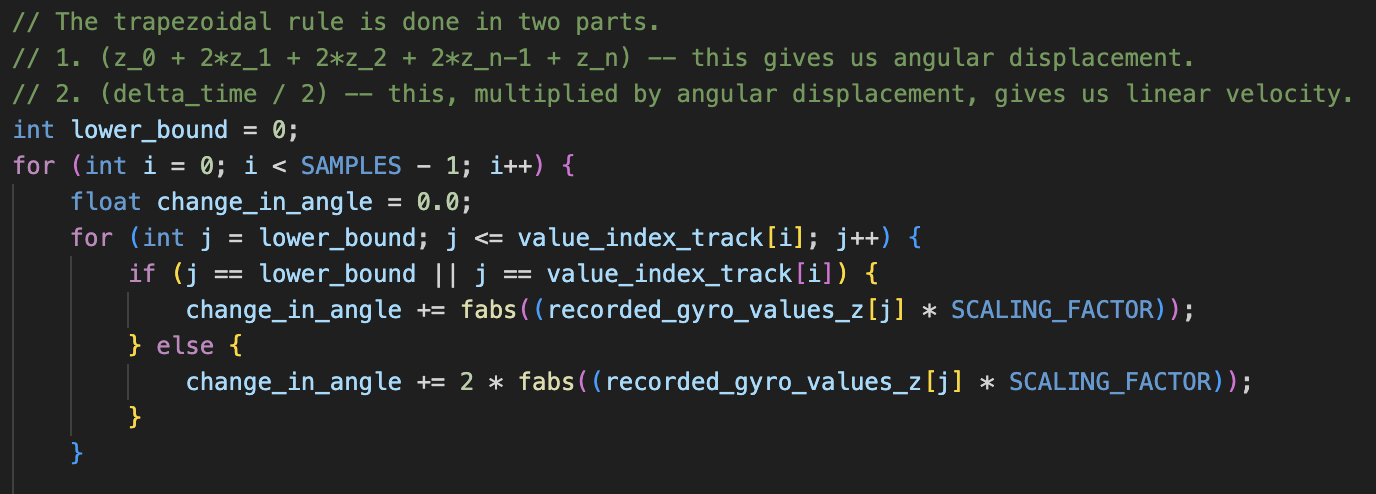 // The trapezoidal rule is done in two parts.
// 1. (z_0 + 2*z_1 + 2*z_2 + 2*z_n-1 + z_n) -- this gives us angular displacement.
// 2. (delta_time / 2) -- this, multiplied by angular displacement, gives us linear velocity.
int lower_bound = 0;
for (int i = 0; i < SAMPLES - 1; i++) {
    float change_in_angle = 0.0;
    for (int j = lower_bound; j <= value_index_track[i]; j++) {
        if (j == lower_bound || j == value_index_track[i]) {
            change_in_angle += fabs((recorded_gyro_values_z[j] * SCALING_FACTOR));
        } else {
            change_in_angle += 2 * fabs((recorded_gyro_values_z[j] * SCALING_FACTOR));
        }
    }